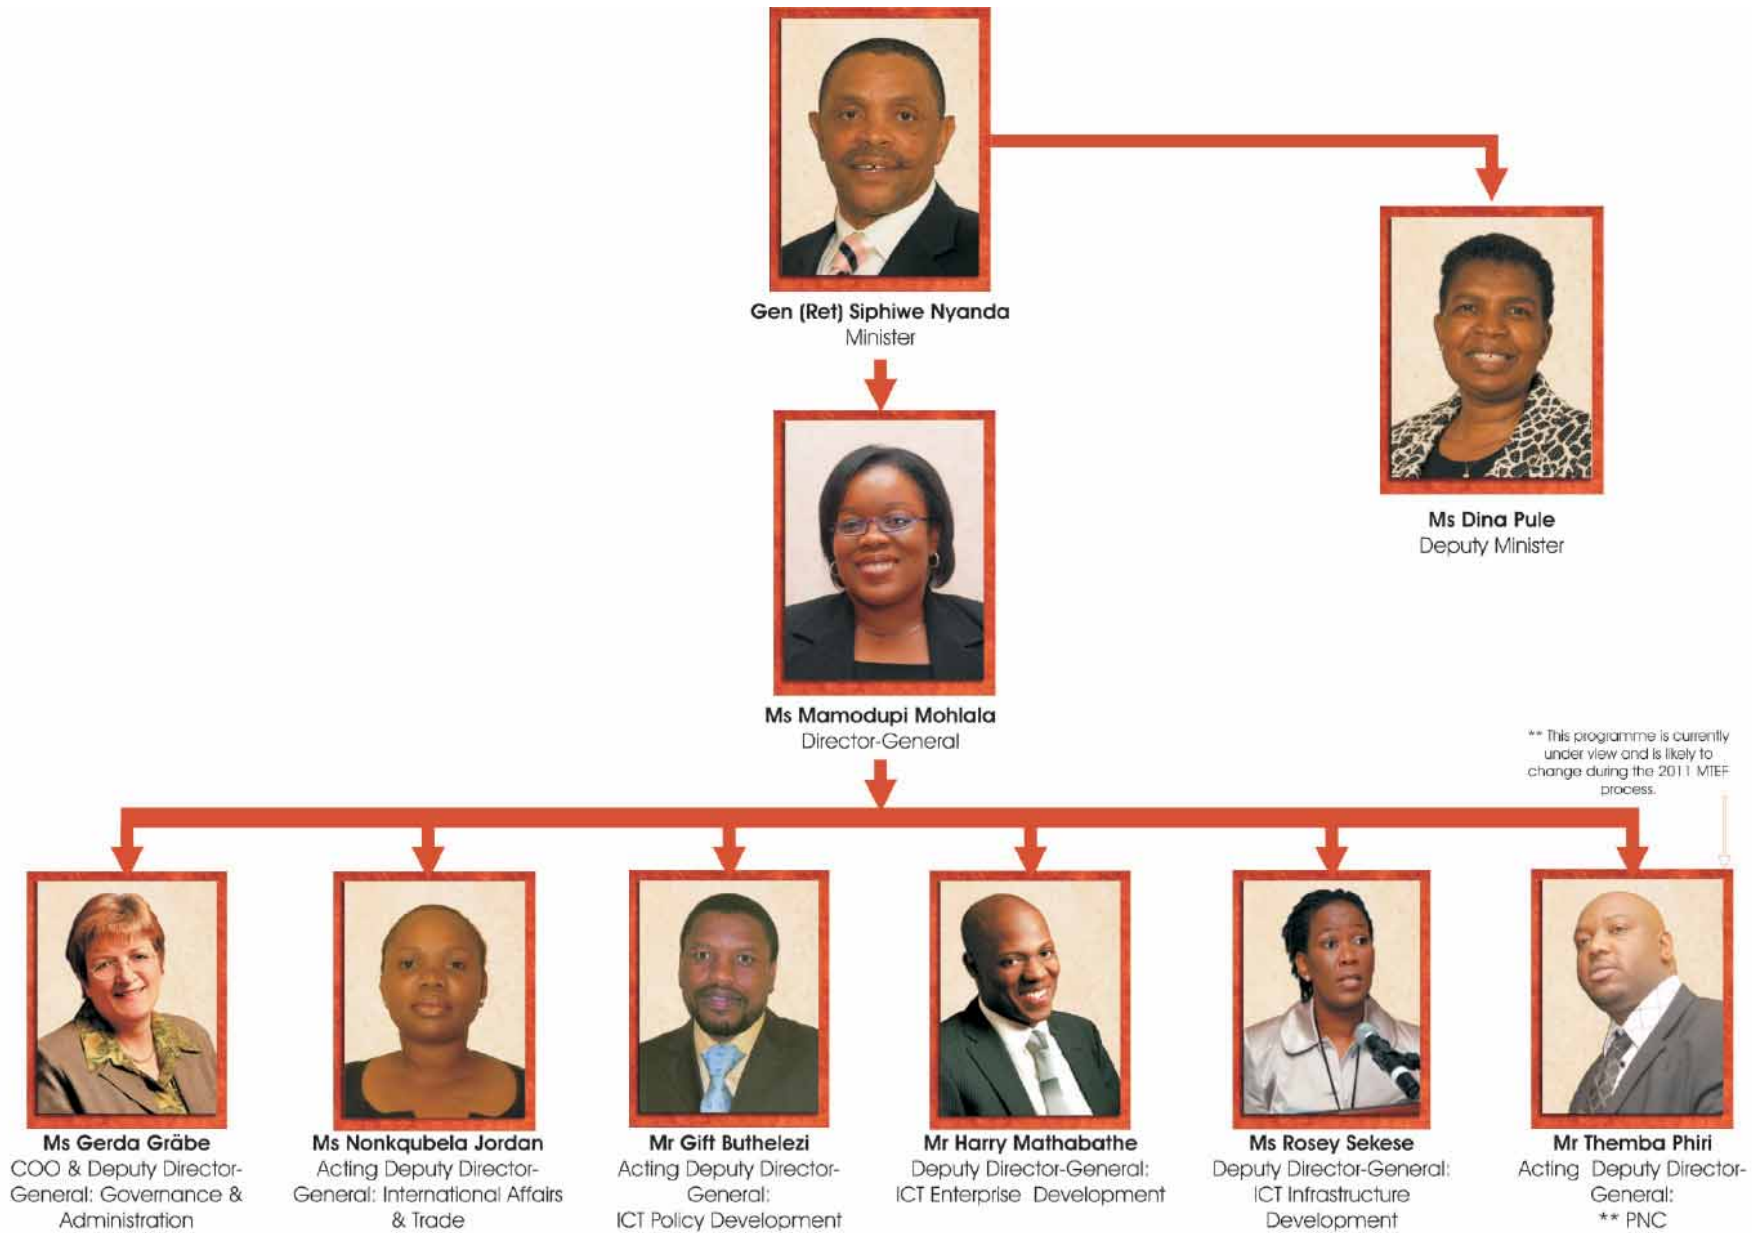 Gen (Ret) Siphiwe Nyanda
Minister
Ms Dina Pule
Deputy Minister
Ms Mamodupi Mohlala
Director-General
** This programme is currently
under view and is likely to
change during the 2011 MTEF
process.
Ms Gerda Gräbe
COO & Deputy Director-
General: Governance &
Administration
Ms Nonkqubela Jordan
Acting Deputy Director-
General: International Affairs
& Trade
Mr Gift Buthelezi
Acting Deputy Director-
General:
ICT Policy Development
Mr Harry Mathabathe
Deputy Director-General:
ICT Enterprise Development
Ms Rosey Sekese
Deputy Director-General:
ICT Infrastructure
Development
Mr Themba Phiri
Acting Deputy Director-
General:
** PNC